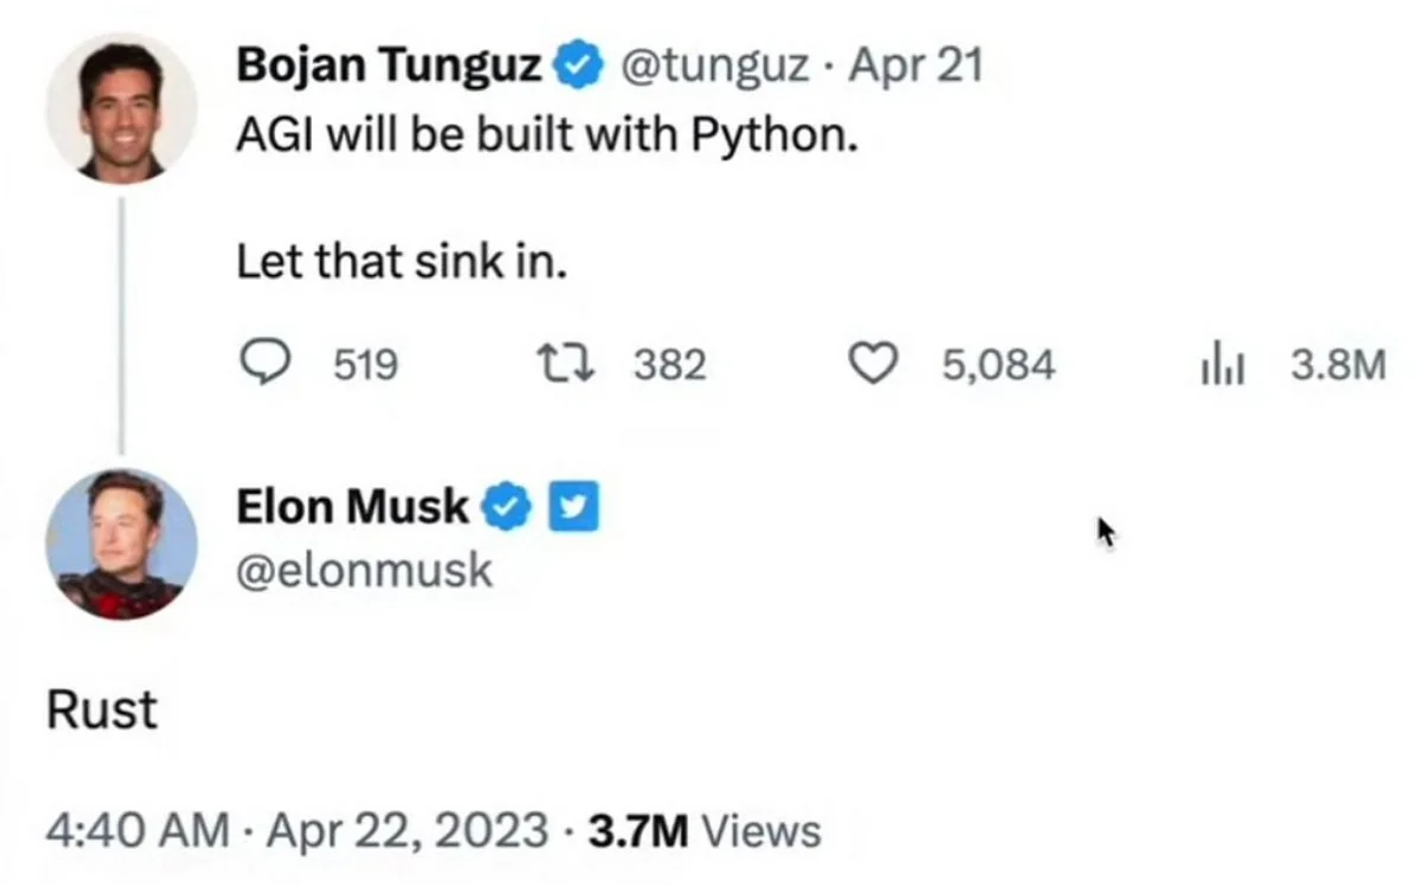 Bojan Tunguz @tunguz · Apr 21
AGI will be built with Python.
Let that sink in.
519 382 5,084 3.8M
Elon Musk
@elonmusk
Rust
4:40 AM · Apr 22, 2023 · 3.7M Views